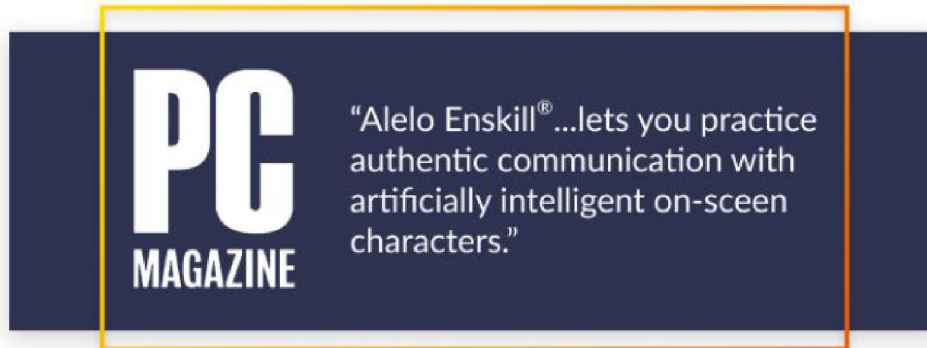 PC
MAGAZINE
“Alelo Enskill®...lets you practice
authentic communication with
artificially intelligent on-sceen
characters.”